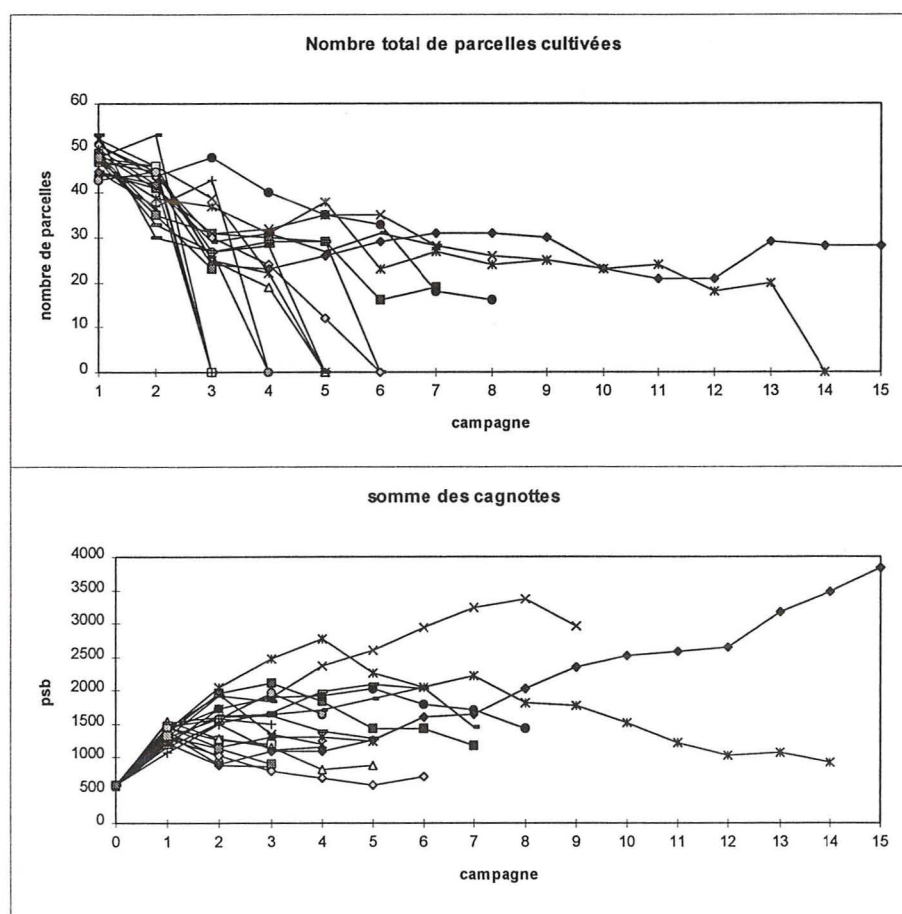 Nombre total de parcelles cultivées
60
50
40
30
20
10
0
nombre de parcelles
1 2 3 4 5 6 7 8 9 10 11 12 13 14 15
campagne
somme des cagnottes
4000
3500
3000
2500
2000
1500
1000
500
0
psb
0 1 2 3 4 5 6 7 8 9 10 11 12 13 14 15
campagne